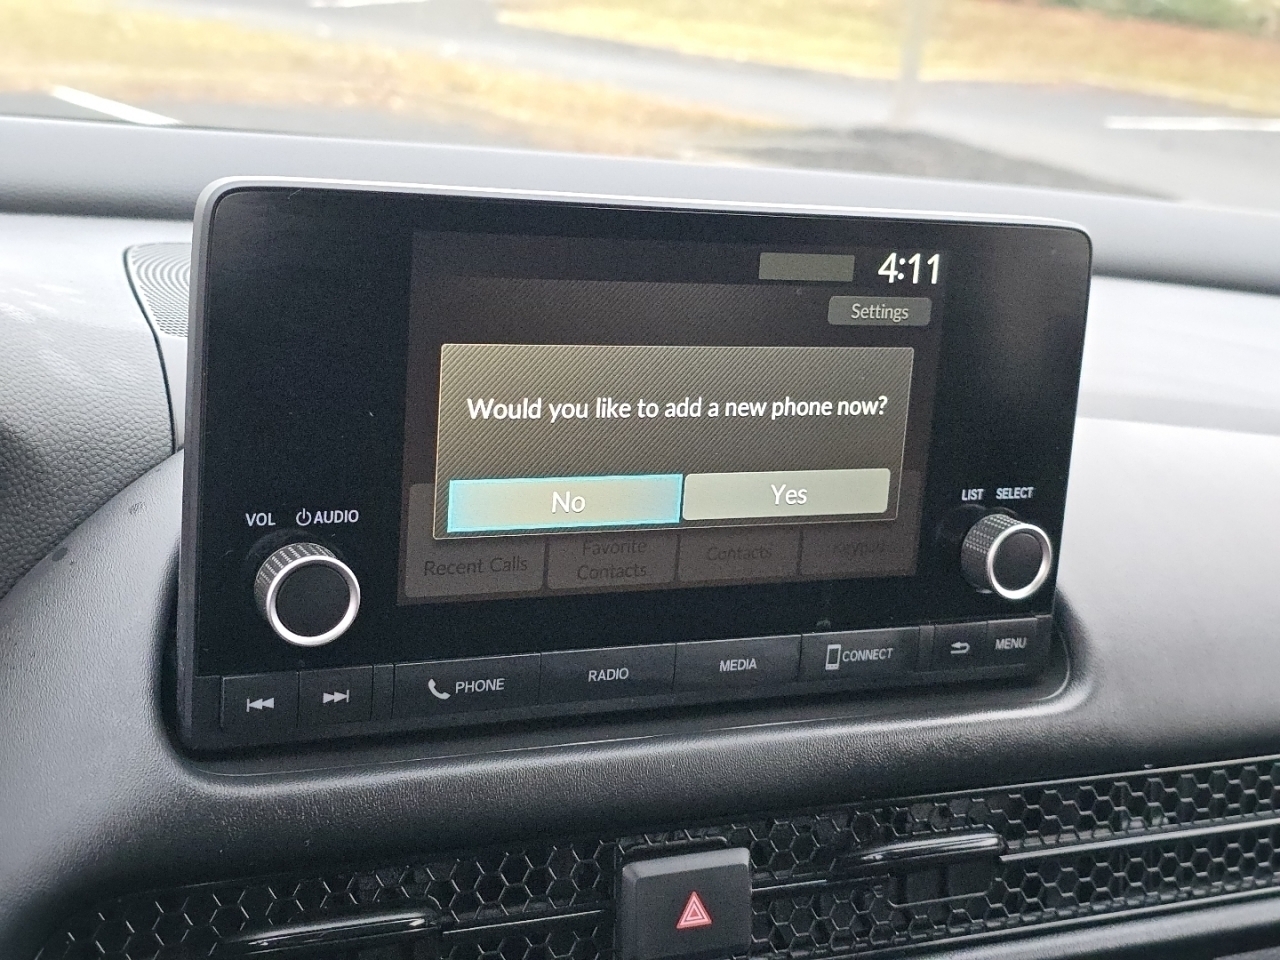 4:11
Settings
Would you like to add a new phone now?
No
Yes
Recent Calls
Favorite
Contacts
Contacts
Keypad
VOL AUDIO
LIST SELECT
PHONE
RADIO
MEDIA
CONNECT
MENU